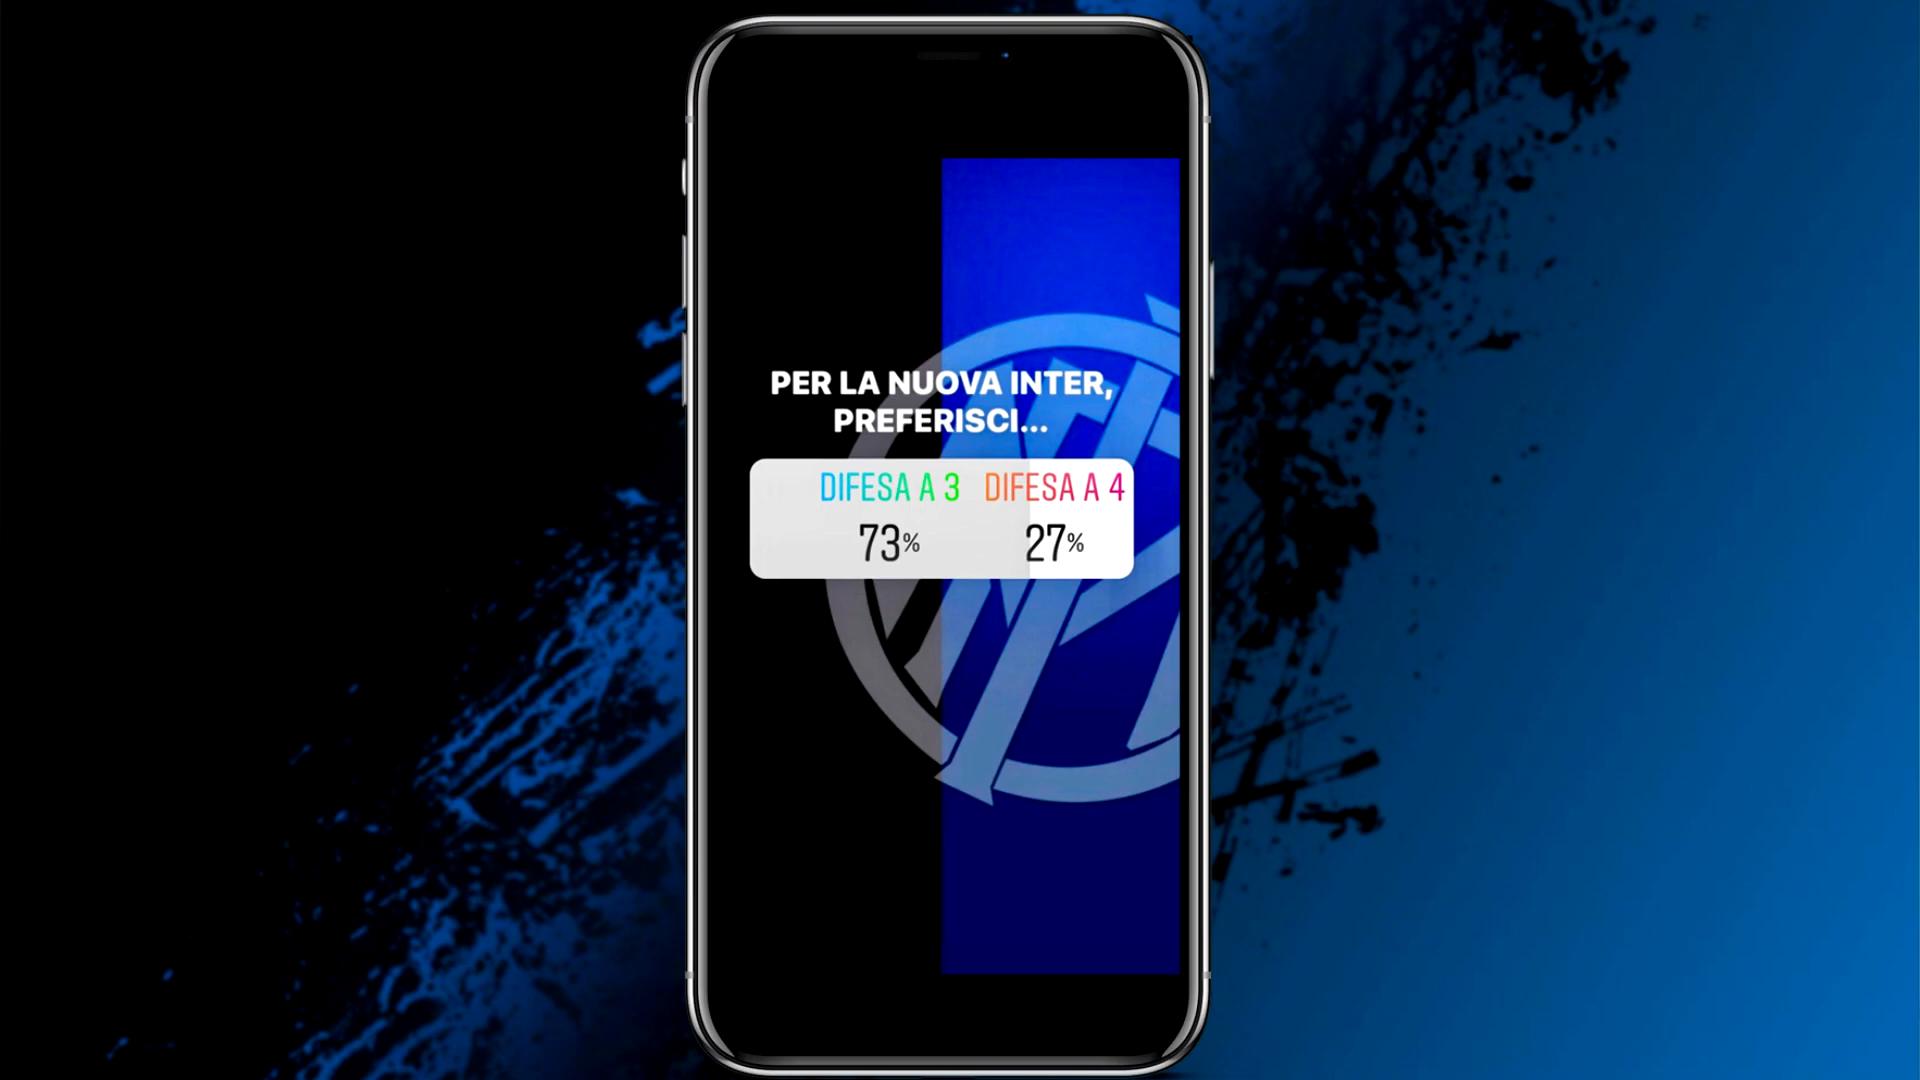 PER LA NUOVA INTER,
PREFERISCI...
DIFESA A 3 DIFESA A 4
73% 27%